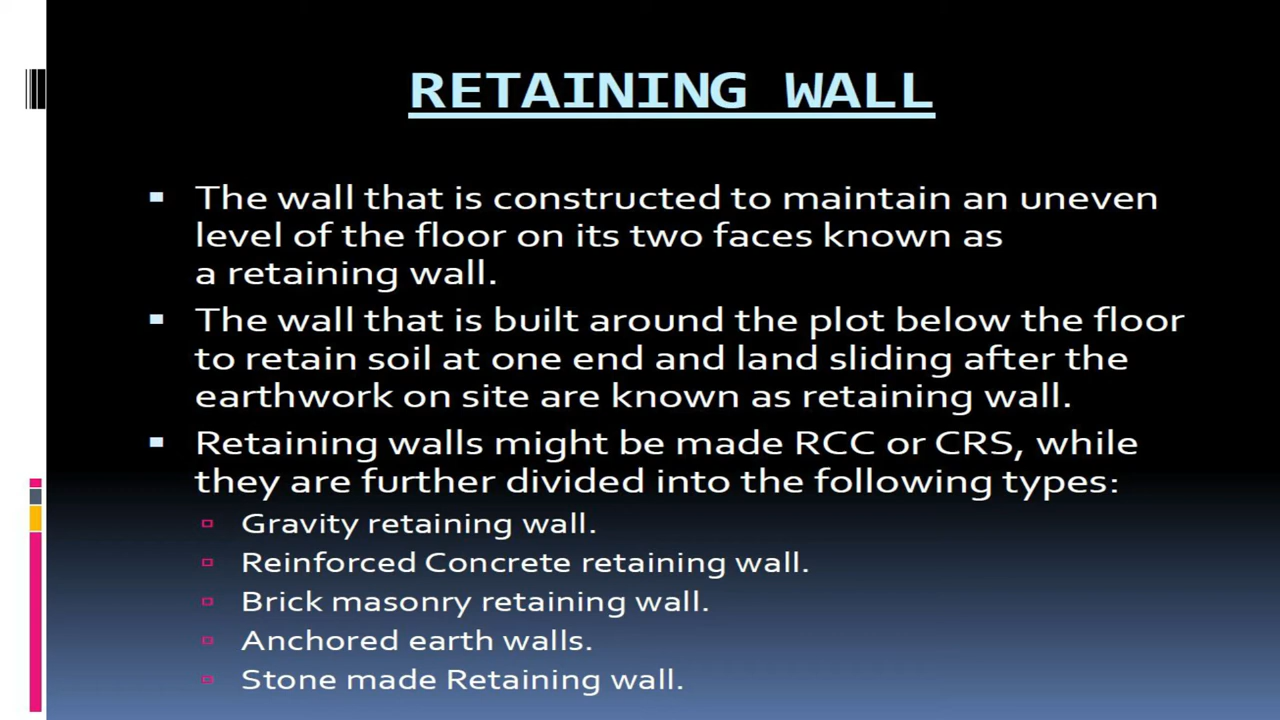 RETAINING WALL
The wall that is constructed to maintain an uneven
level of the floor on its two faces known as
a retaining wall.
The wall that is built around the plot below the floor
to retain soil at one end and land sliding after the
earthwork on site are known as retaining wall.
Retaining walls might be made RCC or CRS, while
they are further divided into the following types:
Gravity retaining wall.
Reinforced Concrete retaining wall.
Brick masonry retaining wall.
Anchored earth walls.
Stone made Retaining wall.